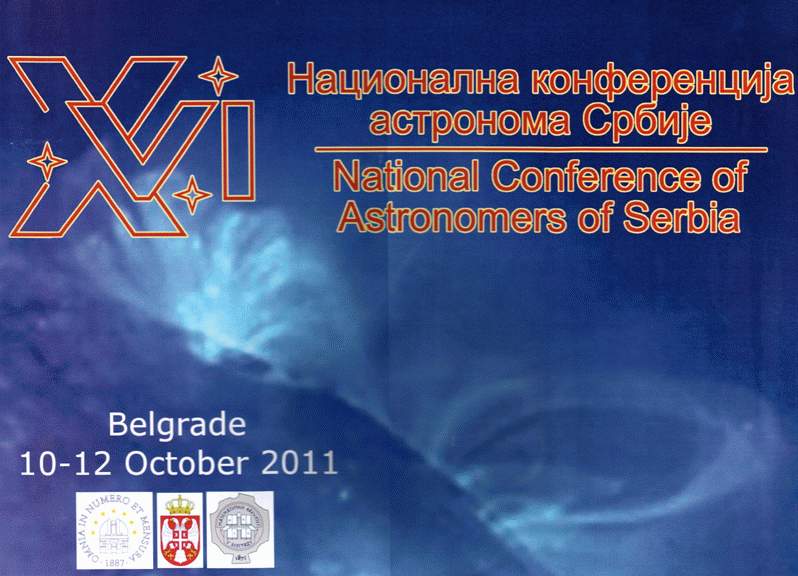 XVI
Национална конференција
астронома Србије
National Conference of
Astronomers of Serbia
Belgrade
10-12 October 2011
OMNIA IN NUMERO ET MENSURA
·1887·